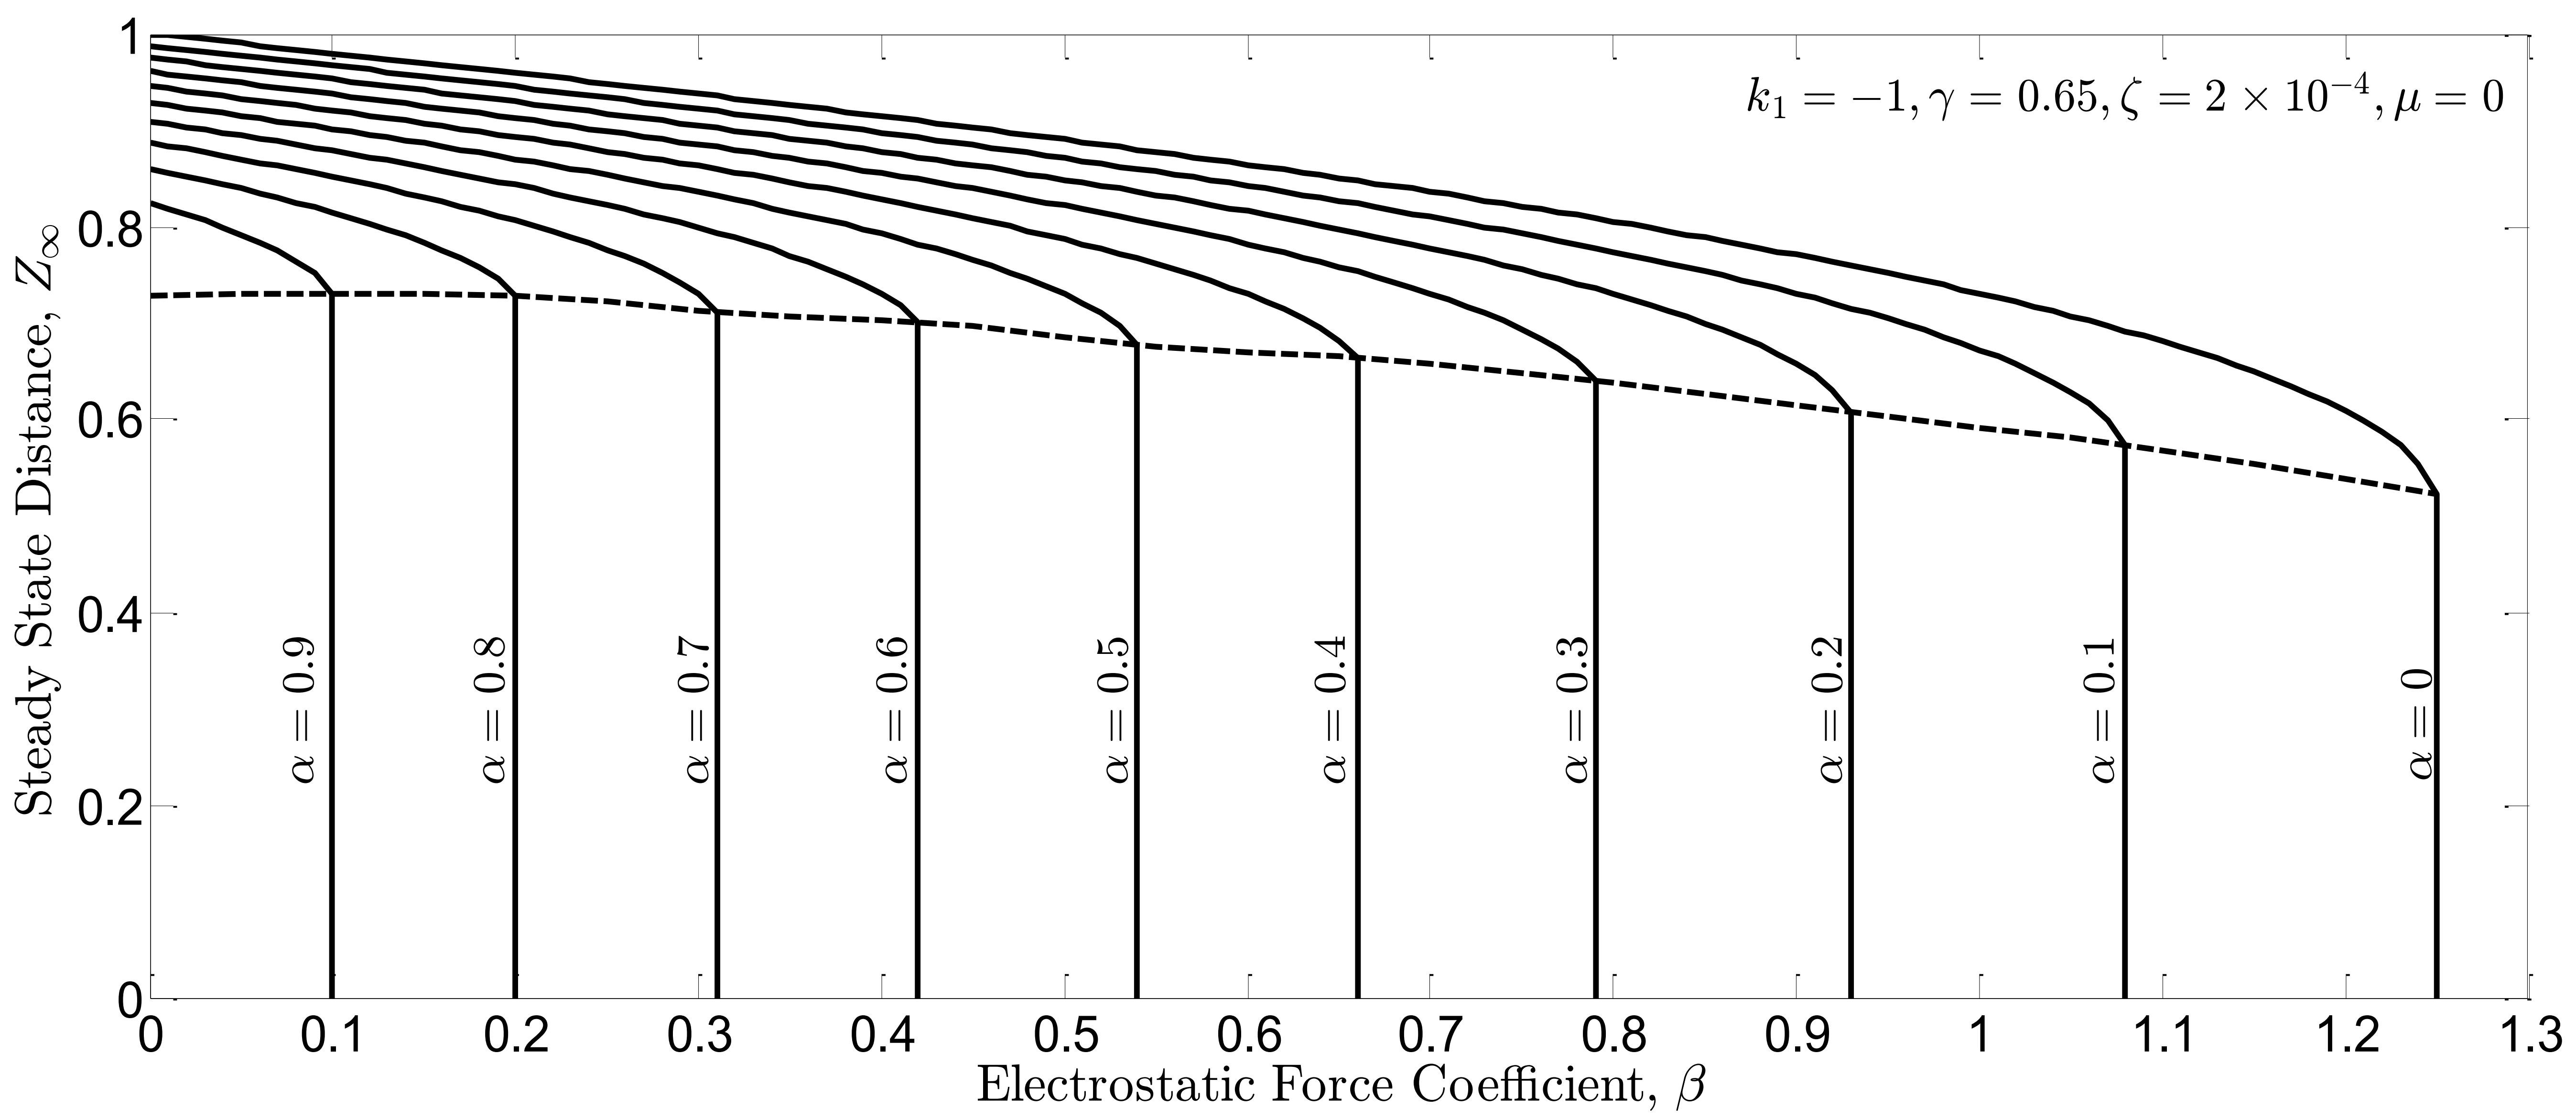 1
k₁ = −1, γ = 0.65, ζ = 2 × 10⁻⁴, μ = 0
0.8
0.6
0.4
0.2
0
Steady State Distance, Z∞
α = 0.9
α = 0.8
α = 0.7
α = 0.6
α = 0.5
α = 0.4
α = 0.3
α = 0.2
α = 0.1
α = 0
0 0.1 0.2 0.3 0.4 0.5 0.6 0.7 0.8 0.9 1 1.1 1.2 1.3
Electrostatic Force Coefficient, β